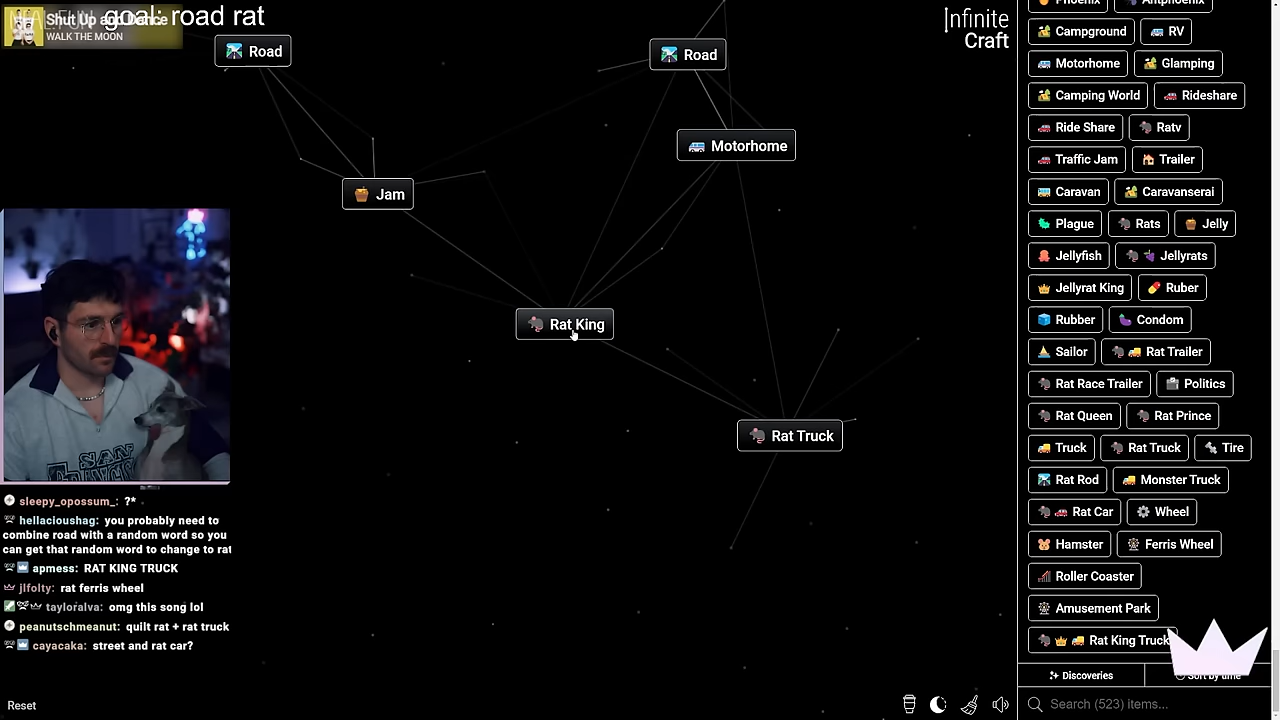 goal: road rat
Shut Up and Dance
WALK THE MOON
Infinite
Craft
Road
Road
Motorhome
Jam
Rat King
Rat Truck
Phoenix
Antiphoenix
Campground
RV
Motorhome
Glamping
Camping World
Rideshare
Ride Share
Ratv
Traffic Jam
Trailer
Caravan
Caravanserai
Plague
Rats
Jelly
Jellyfish
Jellyrats
Jellyrat King
Ruber
Rubber
Condom
Sailor
Rat Trailer
Rat Race Trailer
Politics
Rat Queen
Rat Prince
Truck
Rat Truck
Tire
Rat Rod
Monster Truck
Rat Car
Wheel
Hamster
Ferris Wheel
Roller Coaster
Amusement Park
Rat King Truck
Discoveries
Sort by time
Search (523) items...
SAN
sleepy_opossum_: ?*
hellacioushag: you probably need to
combine road with a random word so you
can get that random word to change to rat
apmess: RAT KING TRUCK
jlfolty: rat ferris wheel
tayloralva: omg this song lol
peanutschmeanut: quilt rat + rat truck
cayacaka: street and rat car?
Reset